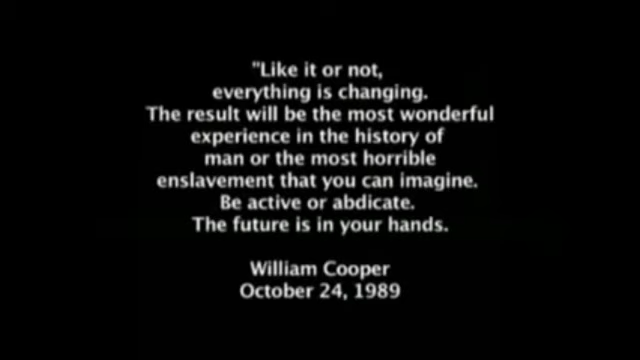 "Like it or not,
everything is changing.
The result will be the most wonderful
experience in the history of
man or the most horrible
enslavement that you can imagine.
Be active or abdicate.
The future is in your hands.
William Cooper
October 24, 1989